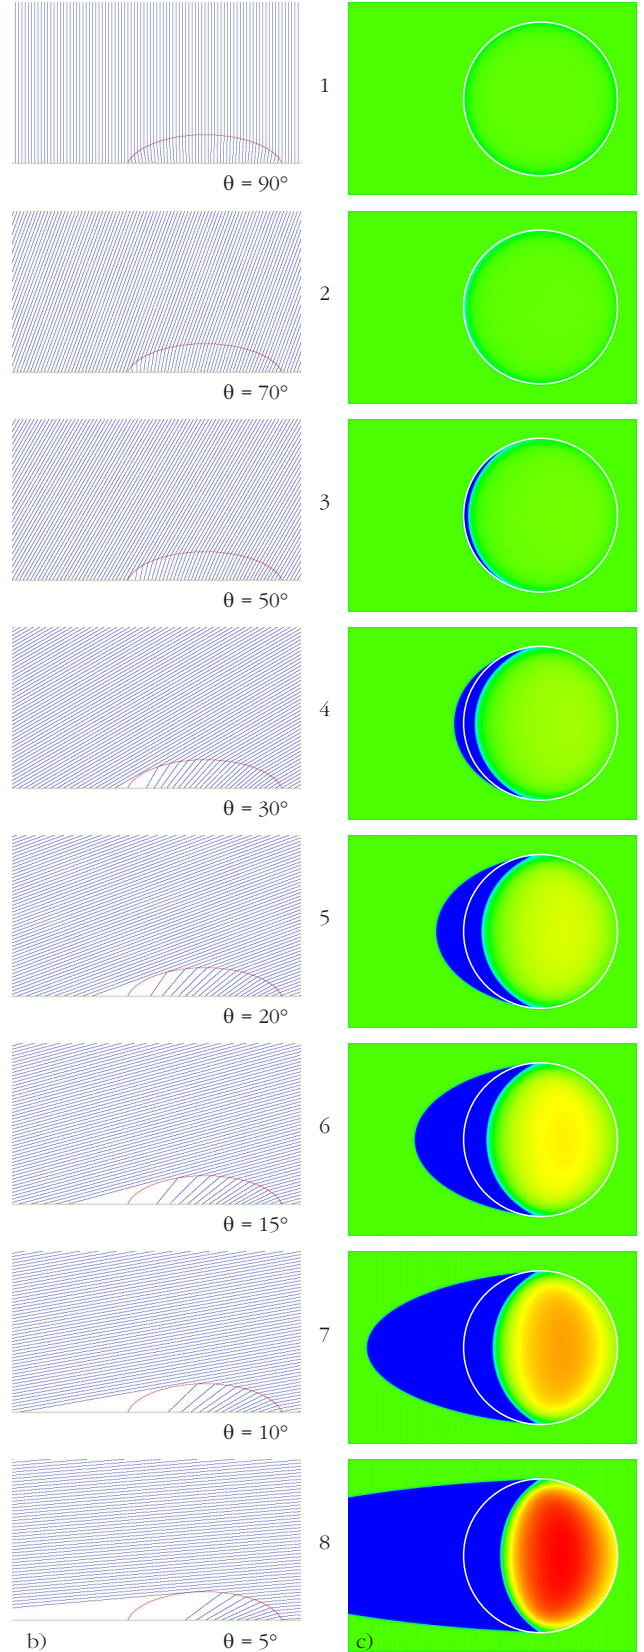 1
θ = 90°
2
θ = 70°
3
θ = 50°
4
θ = 30°
5
θ = 20°
6
θ = 15°
7
θ = 10°
8
b)
θ = 5°
c)